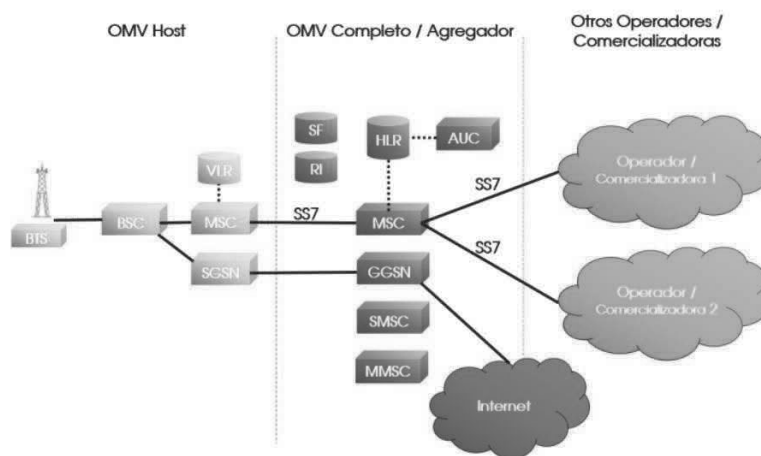 OMV Host
OMV Completo / Agregador
Otros Operadores /
Comercializadoras
SF
HLR
AUC
RI
VLR
BTS
BSC
MSC
SS7
MSC
SS7
SS7
Operador /
Comercializadora 1
SGSN
GGSN
Operador /
Comercializadora 2
SMSC
MMSC
Internet